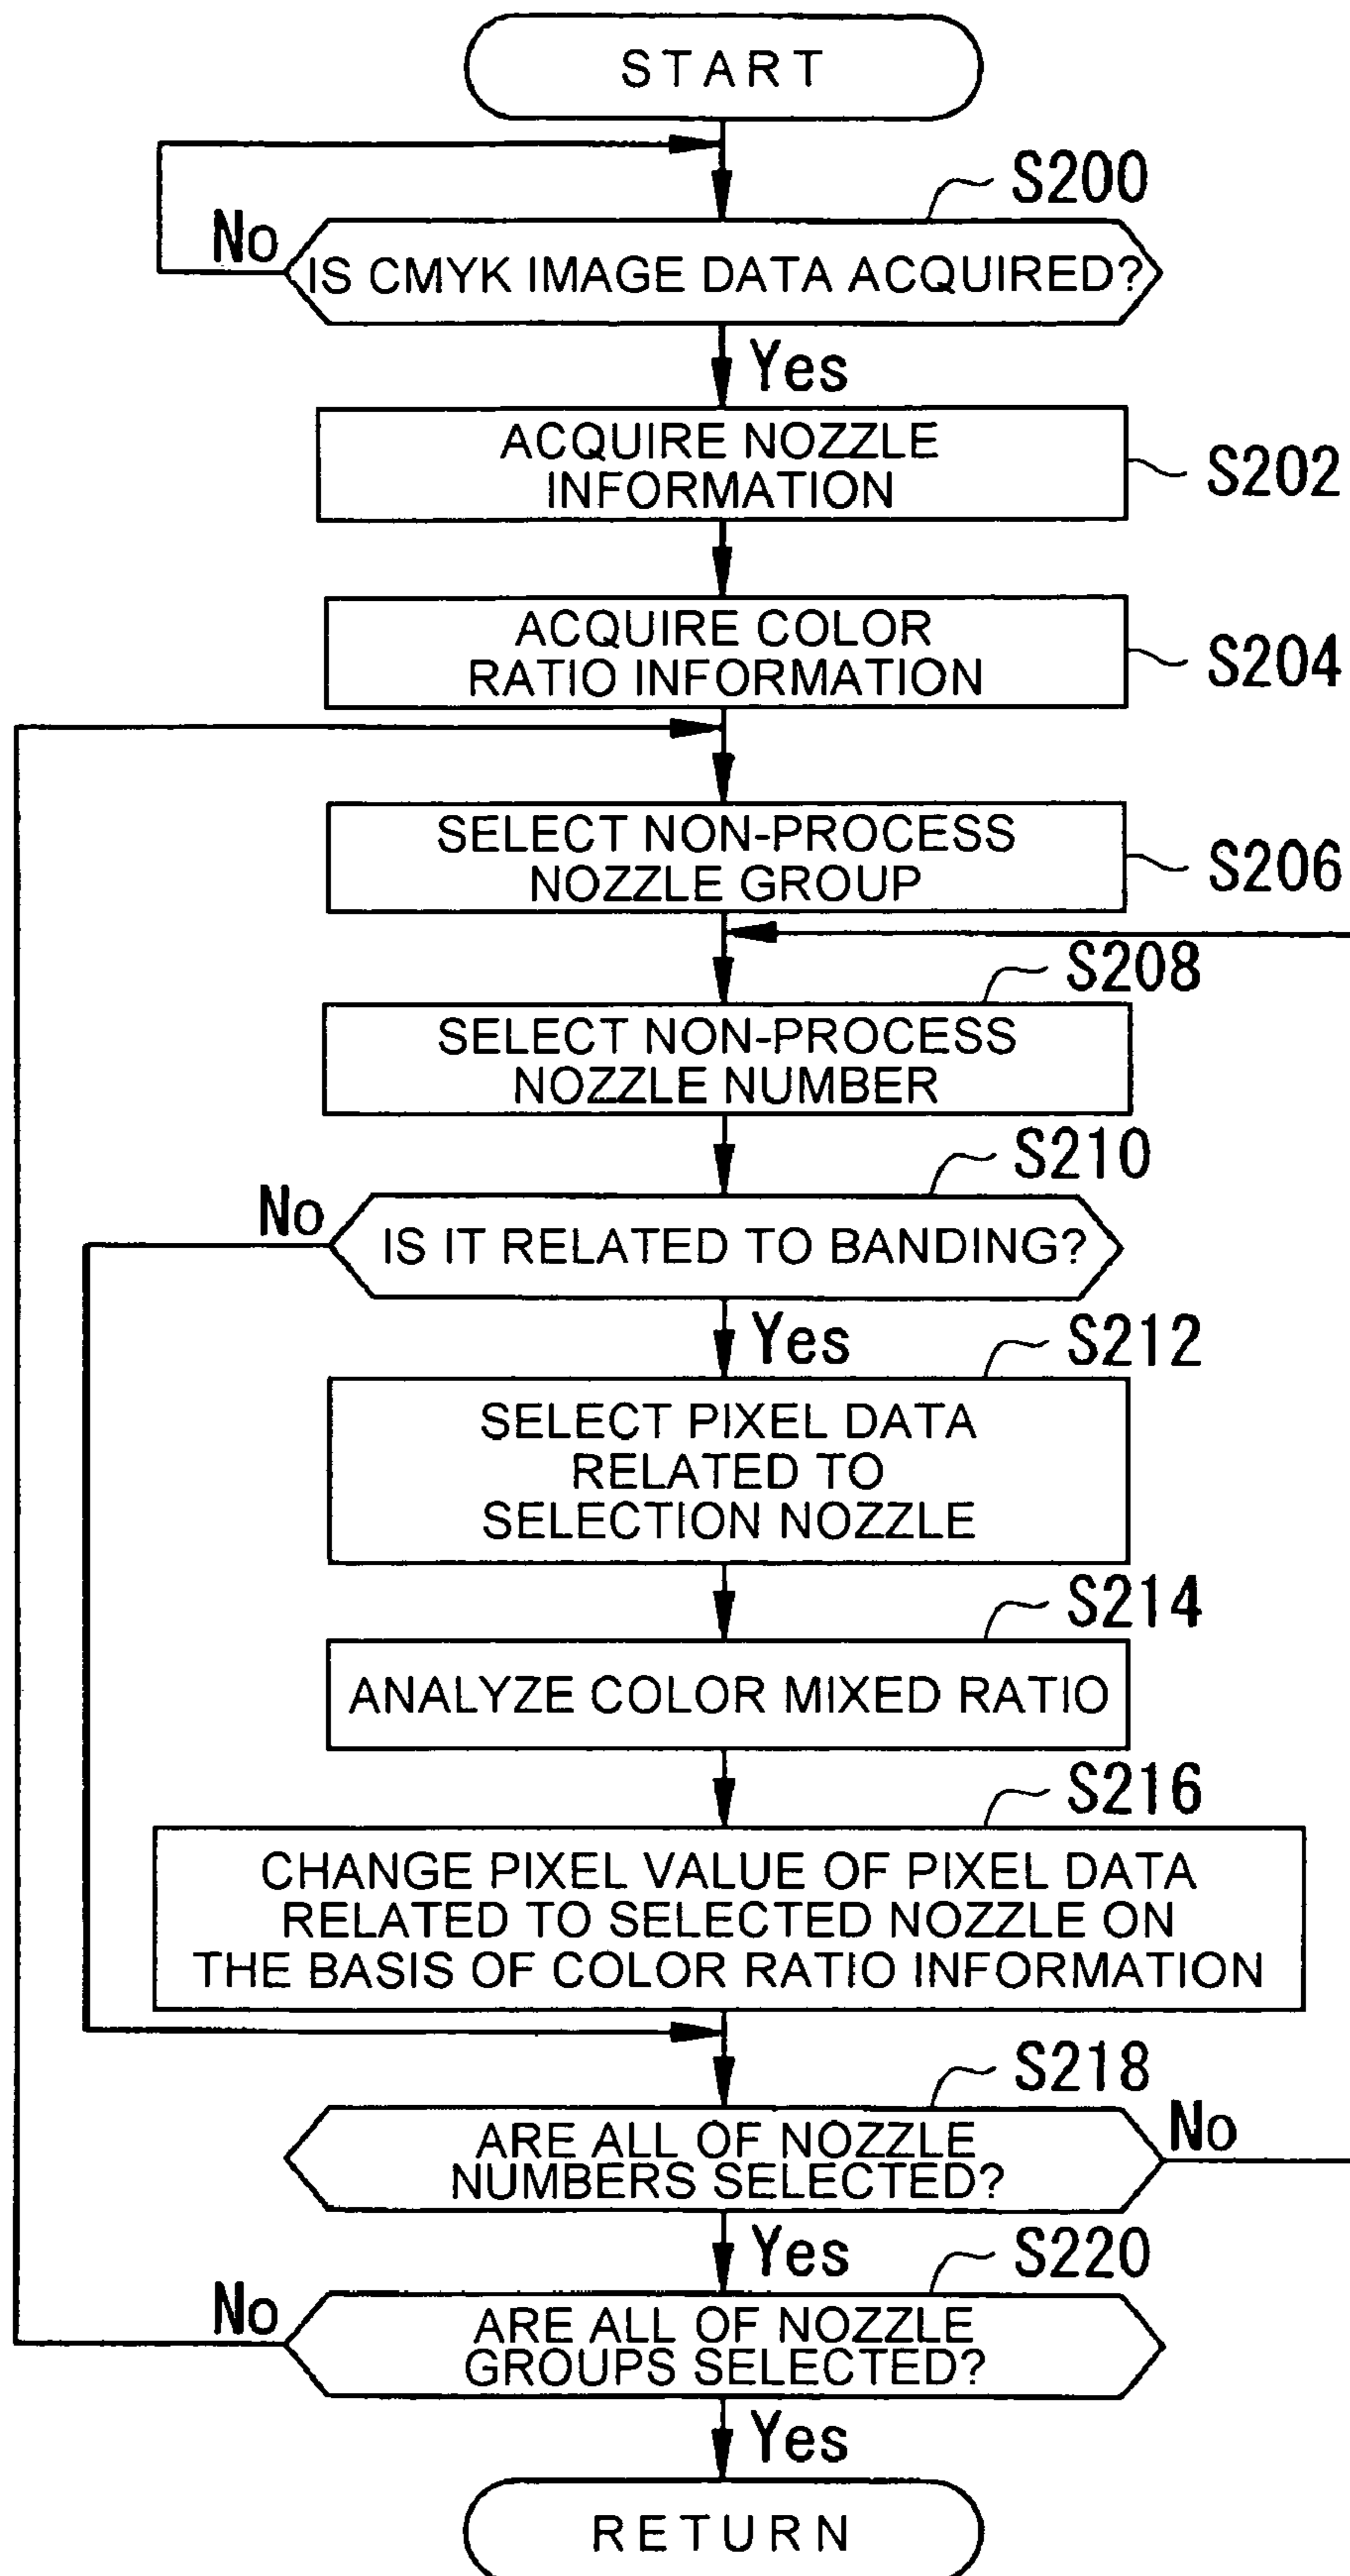 START
S200
No
IS CMYK IMAGE DATA ACQUIRED?
Yes
ACQUIRE NOZZLE
INFORMATION
S202
ACQUIRE COLOR
RATIO INFORMATION
S204
SELECT NON-PROCESS
NOZZLE GROUP
S206
S208
SELECT NON-PROCESS
NOZZLE NUMBER
S210
No
IS IT RELATED TO BANDING?
Yes
S212
SELECT PIXEL DATA
RELATED TO
SELECTION NOZZLE
S214
ANALYZE COLOR MIXED RATIO
S216
CHANGE PIXEL VALUE OF PIXEL DATA
RELATED TO SELECTED NOZZLE ON
THE BASIS OF COLOR RATIO INFORMATION
S218
ARE ALL OF NOZZLE
NUMBERS SELECTED?
No
Yes
S220
No
ARE ALL OF NOZZLE
GROUPS SELECTED?
Yes
RETURN